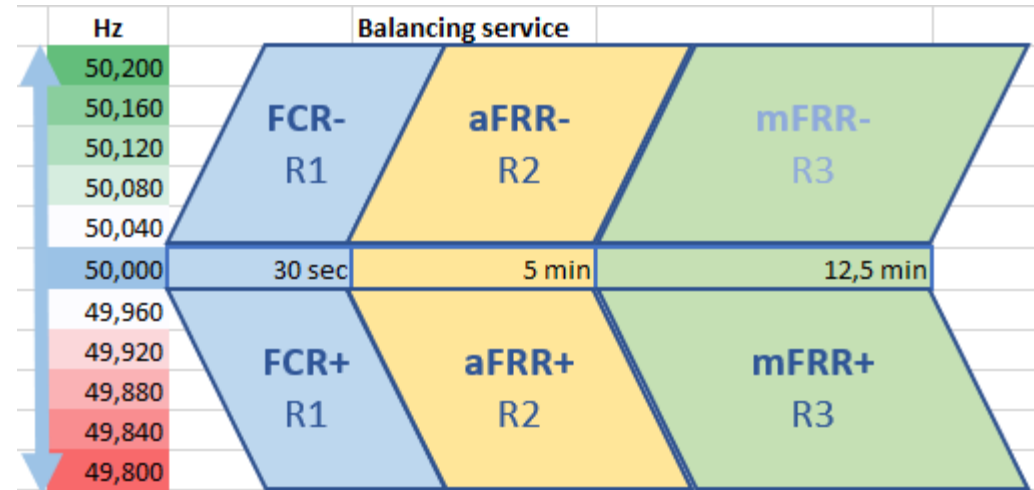 Hz Balancing service
50,200
50,160
50,120
50,080
50,040
FCR- aFRR- mFRR-
R1 R2 R3
50,000 30 sec 5 min 12,5 min
49,960
49,920
49,880
49,840
49,800
FCR+ aFRR+ mFRR+
R1 R2 R3